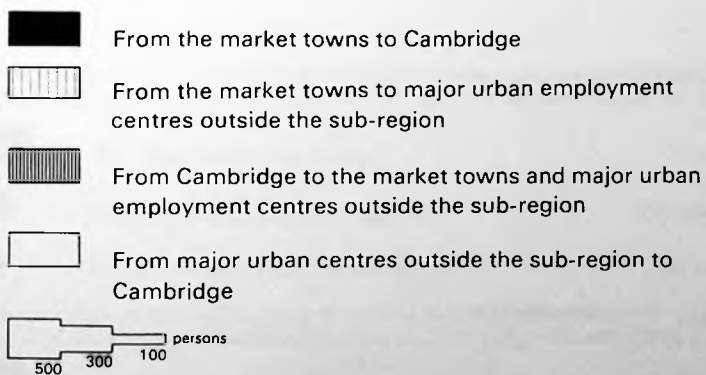 From the market towns to Cambridge
From the market towns to major urban employment
centres outside the sub-region
From Cambridge to the market towns and major urban
employment centres outside the sub-region
From major urban centres outside the sub-region to
Cambridge
persons
500 300 100